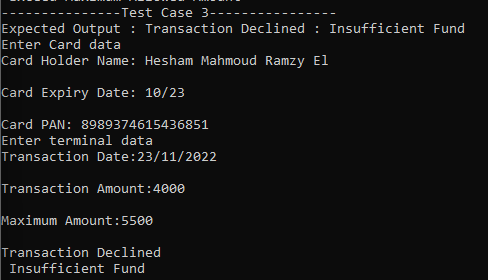 ---------------Test Case 3----------------
Expected Output : Transaction Declined : Insufficient Fund
Enter Card data
Card Holder Name: Hesham Mahmoud Ramzy El
Card Expiry Date: 10/23
Card PAN: 8989374615436851
Enter terminal data
Transaction Date:23/11/2022
Transaction Amount:4000
Maximum Amount:5500
Transaction Declined
Insufficient Fund